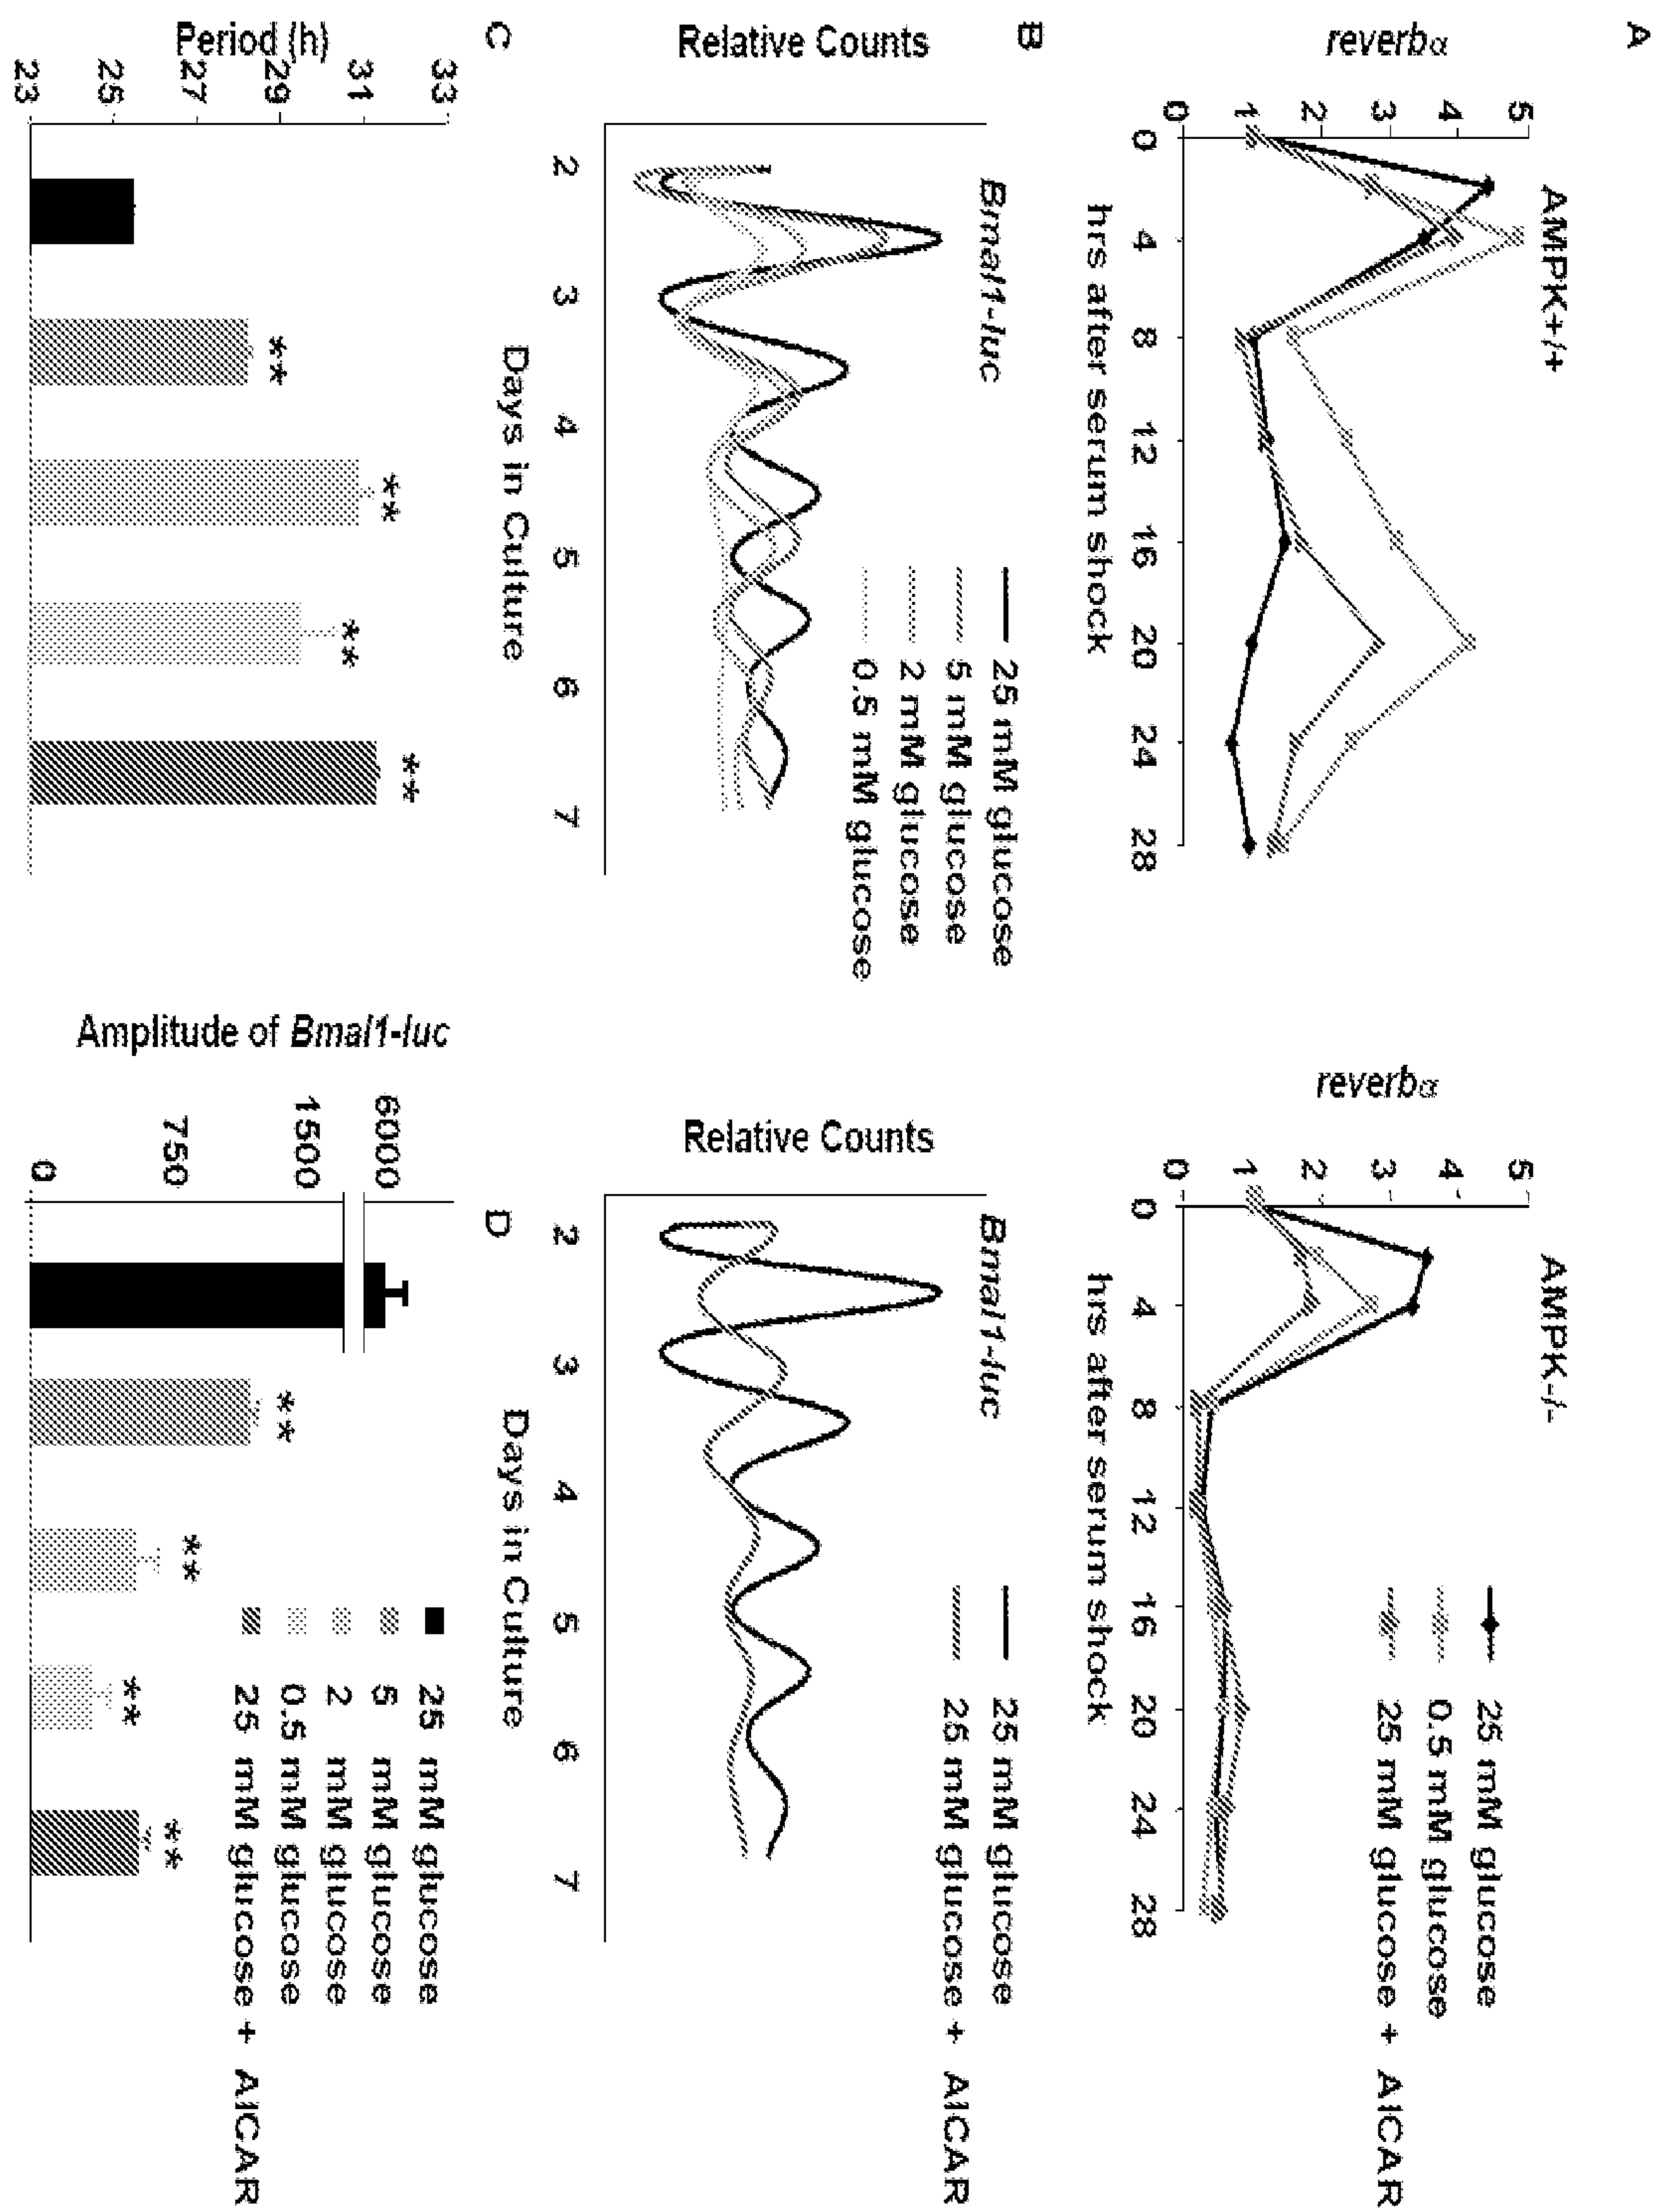 A
AMPK+/+
reverbα
0 1 2 3 4 5
0 4 8 12 16 20 24 28
hrs after serum shock
AMPK-/-
reverbα
0 1 2 3 4 5
0 4 8 12 16 20 24 28
hrs after serum shock
25 mM glucose
0.5 mM glucose
25 mM glucose + AICAR
B
Relative Counts
Bmal1-luc
25 mM glucose
5 mM glucose
2 mM glucose
0.5 mM glucose
2 3 4 5 6 7
Days in Culture
Relative Counts
Bmal1-luc
25 mM glucose
25 mM glucose + AICAR
2 3 4 5 6 7
Days in Culture
C
Period (h)
33
31
29
27
25
23
**
**
**
**
D
Amplitude of Bmal1-luc
6000
1500
750
0
**
**
**
**
25 mM glucose
5 mM glucose
2 mM glucose
0.5 mM glucose
25 mM glucose + AICAR